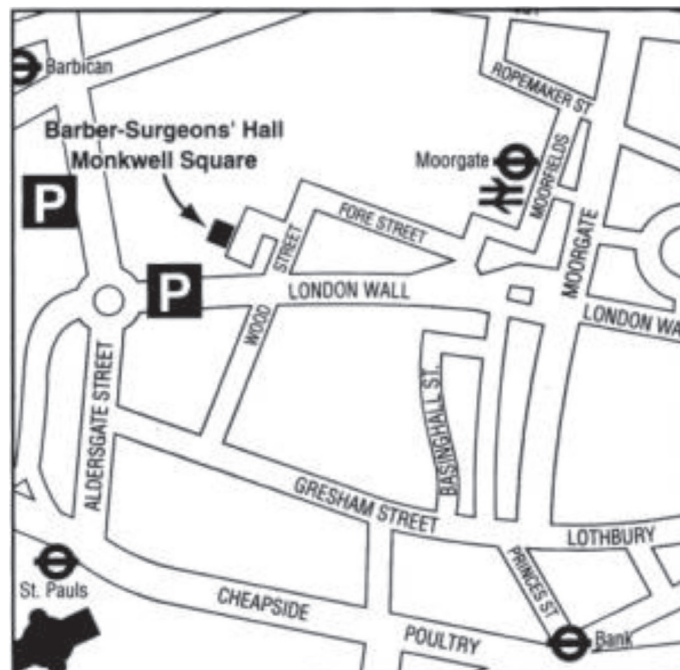 Barbican
ROPEMAKER ST
Barber-Surgeons' Hall
Monkwell Square
Moorgate
MOORFIELDS
P
FORE STREET
MOORGATE
STREET
P
LONDON WALL
LONDON WA
WOOD
ALDERSGATE STREET
BASINGHALL ST.
GRESHAM STREET
LOTHBURY
PRINCES ST
St. Pauls
CHEAPSIDE
POULTRY
Bank